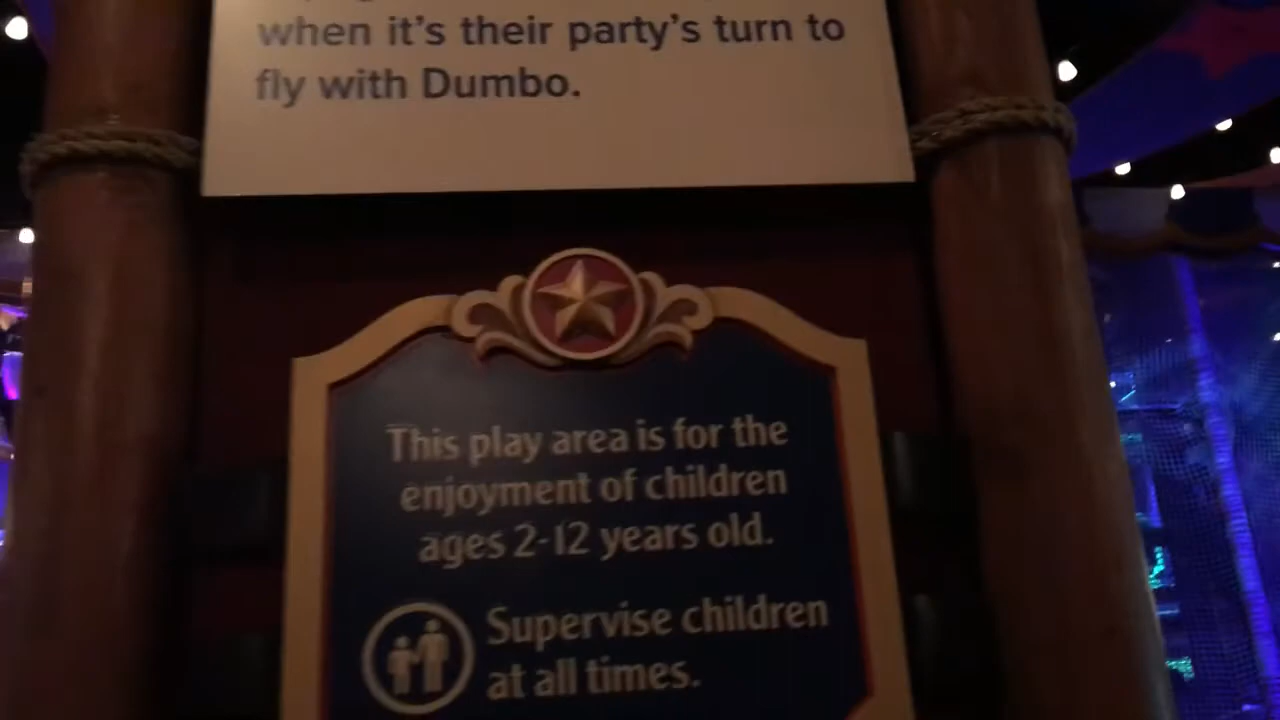 when it's their party's turn to
fly with Dumbo.
This play area is for the
enjoyment of children
ages 2-12 years old.
Supervise children
at all times.